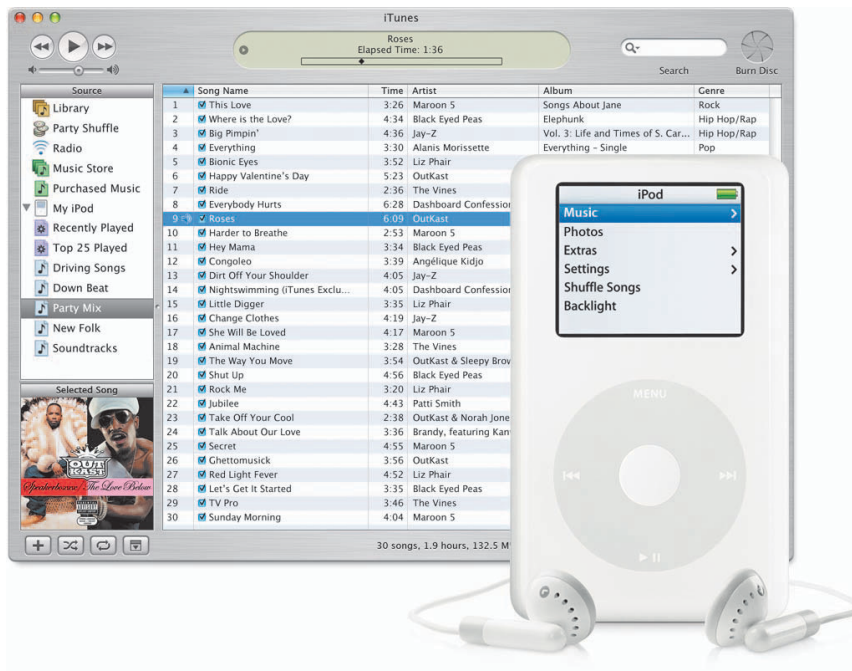 iTunes
Roses
Elapsed Time: 1:36
Search
Burn Disc
Source
Library
Party Shuffle
Radio
Music Store
Purchased Music
My iPod
Recently Played
Top 25 Played
Driving Songs
Down Beat
Party Mix
New Folk
Soundtracks
Selected Song
OUT
KAST
Speakerboxxx/The Love Below
Song Name Time Artist Album Genre
1 This Love 3:26 Maroon 5 Songs About Jane Rock
2 Where is the Love? 4:34 Black Eyed Peas Elephunk Hip Hop/Rap
3 Big Pimpin' 4:36 Jay-Z Vol. 3: Life and Times of S. Car... Hip Hop/Rap
4 Everything 3:30 Alanis Morissette Everything - Single Pop
5 Bionic Eyes 3:52 Liz Phair
6 Happy Valentine's Day 5:23 OutKast
7 Ride 2:36 The Vines
8 Everybody Hurts 6:28 Dashboard Confession
9 Roses 6:09 OutKast
10 Harder to Breathe 2:53 Maroon 5
11 Hey Mama 3:34 Black Eyed Peas
12 Congoleo 3:39 Angélique Kidjo
13 Dirt Off Your Shoulder 4:05 Jay-Z
14 Nightswimming (iTunes Exclu... 4:05 Dashboard Confession
15 Little Digger 3:35 Liz Phair
16 Change Clothes 4:19 Jay-Z
17 She Will Be Loved 4:17 Maroon 5
18 Animal Machine 3:28 The Vines
19 The Way You Move 3:54 OutKast & Sleepy Brow
20 Shut Up 4:56 Black Eyed Peas
21 Rock Me 3:20 Liz Phair
22 Jubilee 4:43 Patti Smith
23 Take Off Your Cool 2:38 OutKast & Norah Jone
24 Talk About Our Love 3:36 Brandy, featuring Kan
25 Secret 4:55 Maroon 5
26 Ghettomusick 3:56 OutKast
27 Red Light Fever 4:52 Liz Phair
28 Let's Get It Started 3:35 Black Eyed Peas
29 TV Pro 3:46 The Vines
30 Sunday Morning 4:04 Maroon 5
30 songs, 1.9 hours, 132.5 M
iPod
Music
Photos
Extras
Settings
Shuffle Songs
Backlight
MENU